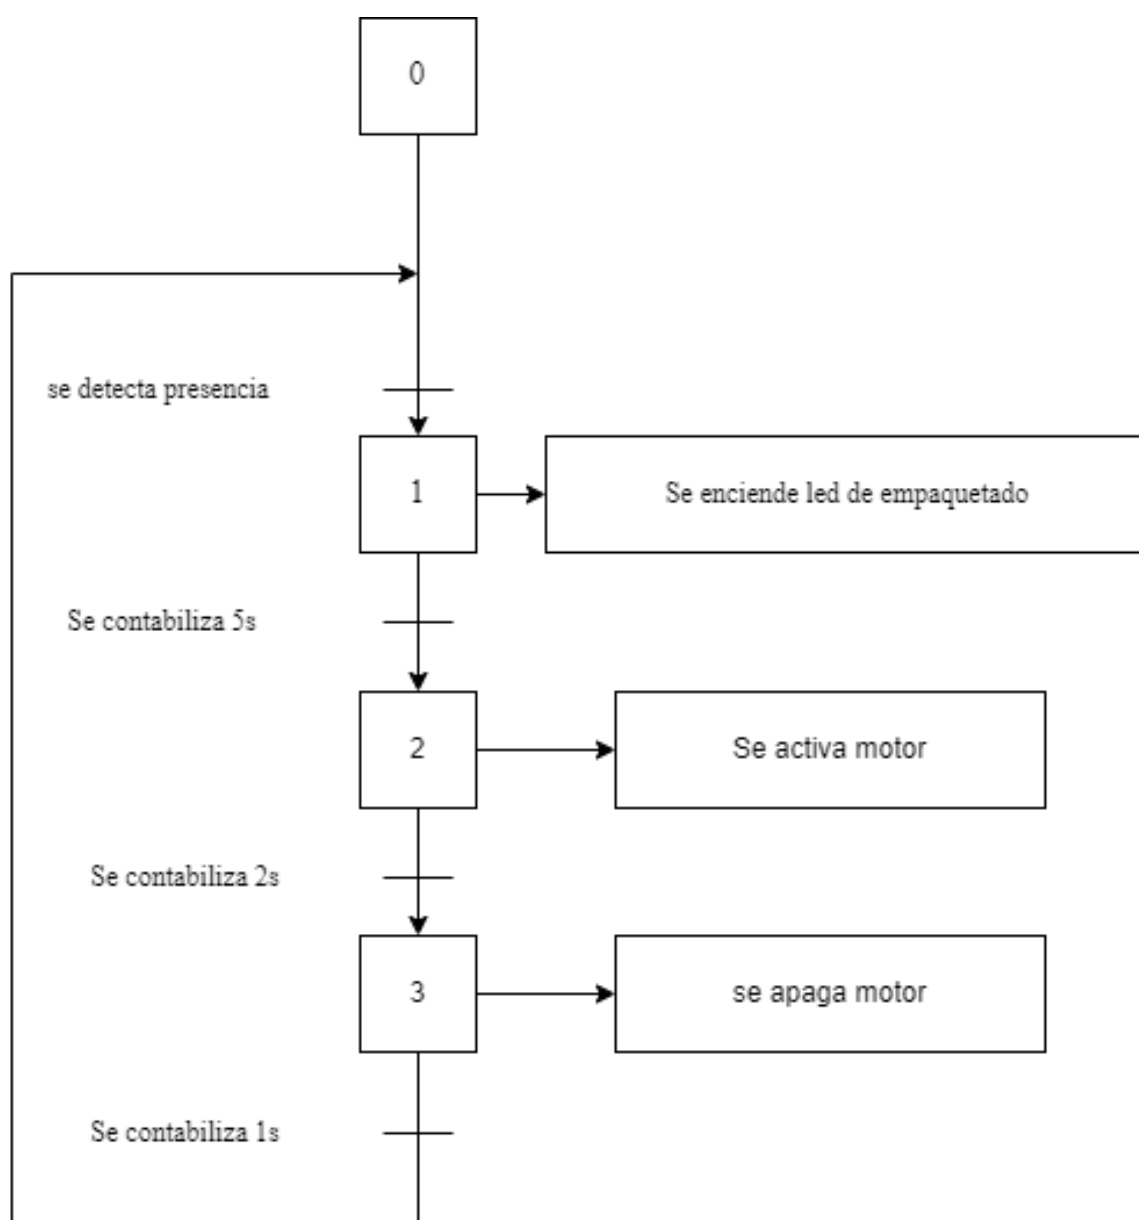 0
se detecta presencia
1
Se enciende led de empaquetado
Se contabiliza 5s
2
Se activa motor
Se contabiliza 2s
3
se apaga motor
Se contabiliza 1s